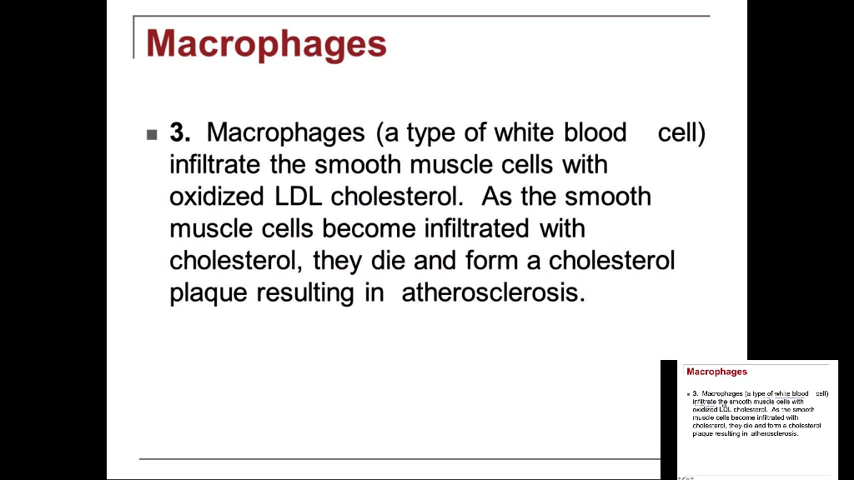 Macrophages
3. Macrophages (a type of white blood cell)
infiltrate the smooth muscle cells with
oxidized LDL cholesterol. As the smooth
muscle cells become infiltrated with
cholesterol, they die and form a cholesterol
plaque resulting in atherosclerosis.
Macrophages
3. Macrophages (a type of white blood cell)
infiltrate the smooth muscle cells with
oxidized LDL cholesterol. As the smooth
muscle cells become infiltrated with
cholesterol, they die and form a cholesterol
plaque resulting in atherosclerosis.